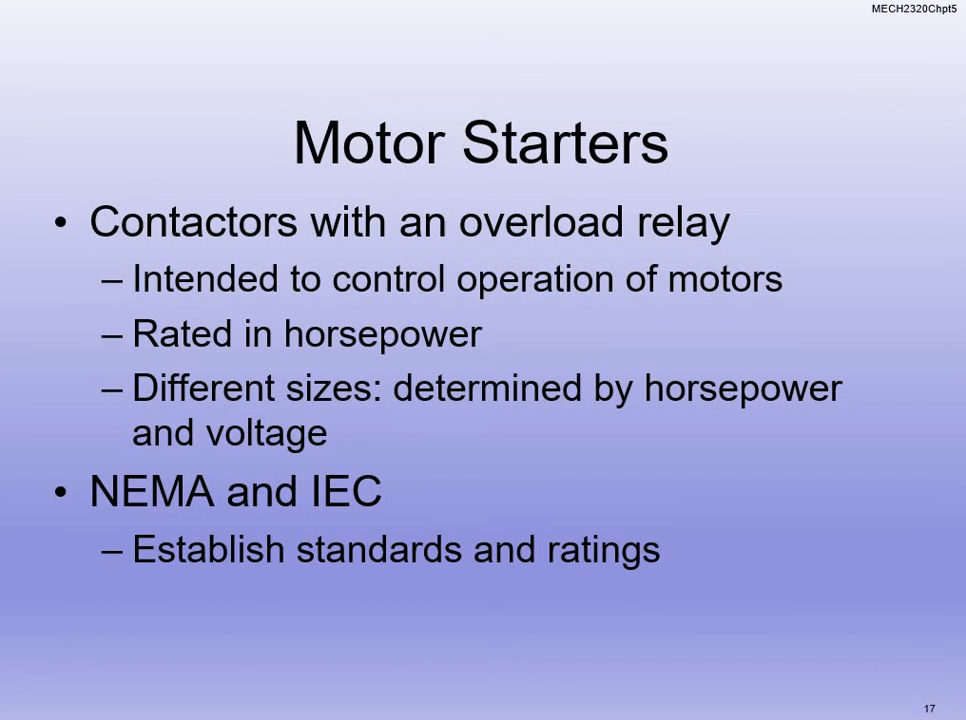 MECH2320Chpt5
Motor Starters
• Contactors with an overload relay
– Intended to control operation of motors
– Rated in horsepower
– Different sizes: determined by horsepower
and voltage
• NEMA and IEC
– Establish standards and ratings
17